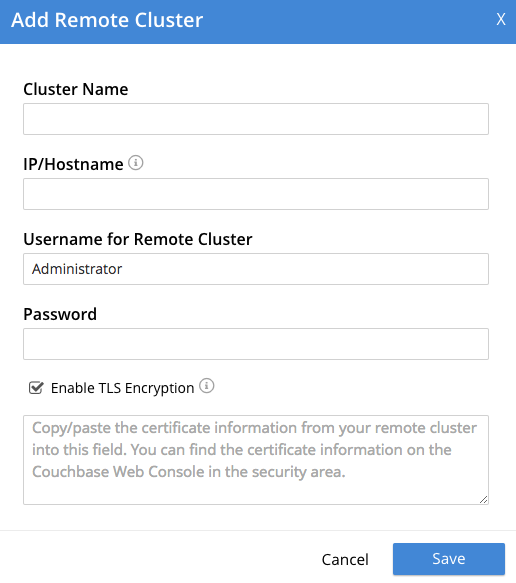 Add Remote Cluster X
Cluster Name
IP/Hostname
Username for Remote Cluster
Administrator
Password
Enable TLS Encryption
Copy/paste the certificate information from your remote cluster
into this field. You can find the certificate information on the
Couchbase Web Console in the security area.
Cancel Save